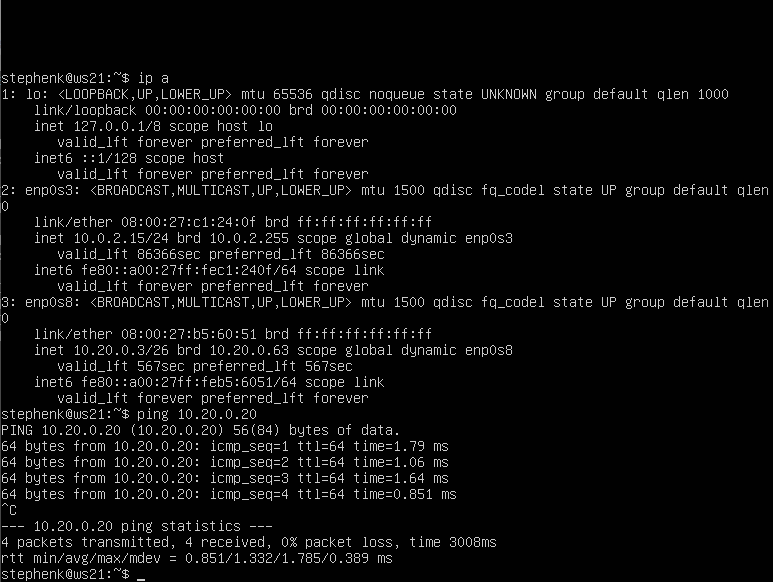 stephenk@ws21:~$ ip a
1: lo: <LOOPBACK,UP,LOWER_UP> mtu 65536 qdisc noqueue state UNKNOWN group default qlen 1000
    link/loopback 00:00:00:00:00:00 brd 00:00:00:00:00:00
    inet 127.0.0.1/8 scope host lo
       valid_lft forever preferred_lft forever
    inet6 ::1/128 scope host
       valid_lft forever preferred_lft forever
2: enp0s3: <BROADCAST,MULTICAST,UP,LOWER_UP> mtu 1500 qdisc fq_codel state UP group default qlen
0
    link/ether 08:00:27:c1:24:0f brd ff:ff:ff:ff:ff:ff
    inet 10.0.2.15/24 brd 10.0.2.255 scope global dynamic enp0s3
       valid_lft 86366sec preferred_lft 86366sec
    inet6 fe80::a00:27ff:fec1:240f/64 scope link
       valid_lft forever preferred_lft forever
3: enp0s8: <BROADCAST,MULTICAST,UP,LOWER_UP> mtu 1500 qdisc fq_codel state UP group default qlen
0
    link/ether 08:00:27:b5:60:51 brd ff:ff:ff:ff:ff:ff
    inet 10.20.0.3/26 brd 10.20.0.63 scope global dynamic enp0s8
       valid_lft 567sec preferred_lft 567sec
    inet6 fe80::a00:27ff:feb5:6051/64 scope link
       valid_lft forever preferred_lft forever
stephenk@ws21:~$ ping 10.20.0.20
PING 10.20.0.20 (10.20.0.20) 56(84) bytes of data.
64 bytes from 10.20.0.20: icmp_seq=1 ttl=64 time=1.79 ms
64 bytes from 10.20.0.20: icmp_seq=2 ttl=64 time=1.06 ms
64 bytes from 10.20.0.20: icmp_seq=3 ttl=64 time=1.64 ms
64 bytes from 10.20.0.20: icmp_seq=4 ttl=64 time=0.851 ms
^C
--- 10.20.0.20 ping statistics ---
4 packets transmitted, 4 received, 0% packet loss, time 3008ms
rtt min/avg/max/mdev = 0.851/1.332/1.785/0.389 ms
stephenk@ws21:~$ _